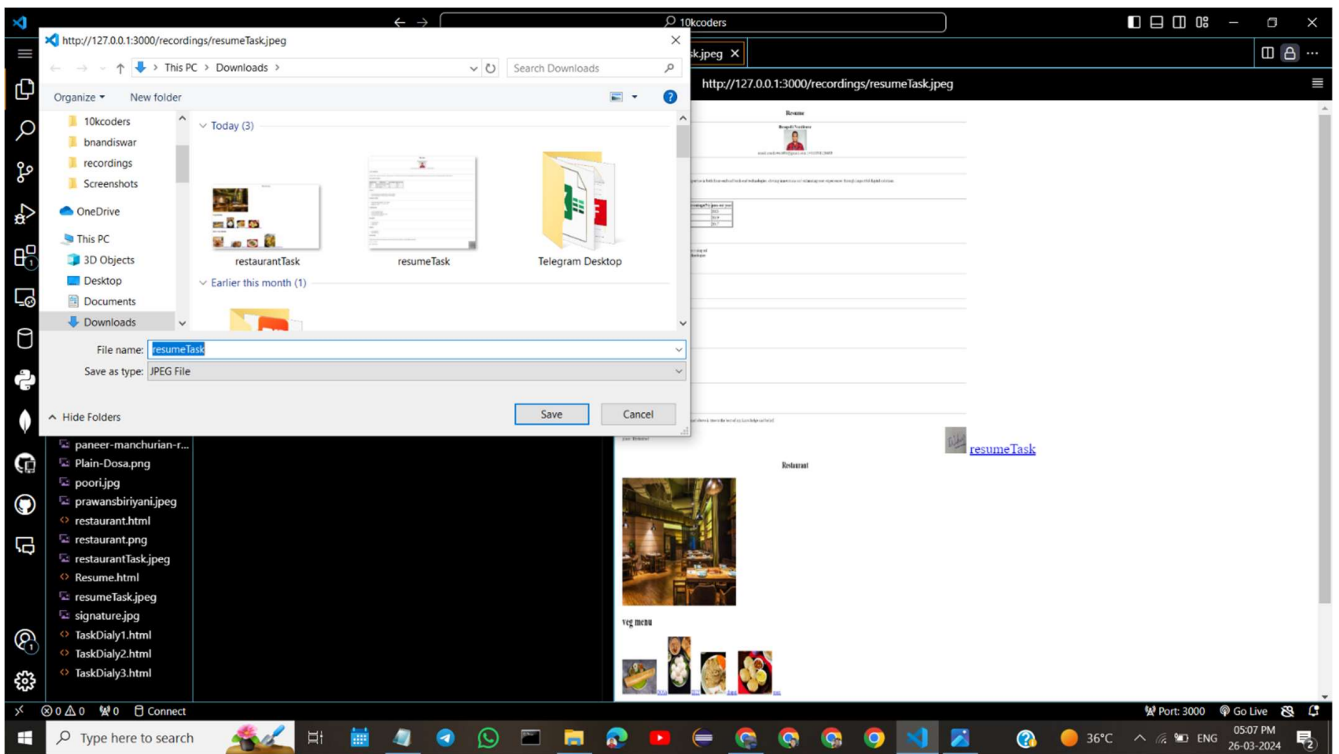 10kcoders
http://127.0.0.1:3000/recordings/resumeTask.jpeg
This PC > Downloads >
Search Downloads
Organize
New folder
10kcoders
bnandiswar
recordings
Screenshots
OneDrive
This PC
3D Objects
Desktop
Documents
Downloads
Today (3)
restaurantTask
resumeTask
Telegram Desktop
Earlier this month (1)
File name: resumeTask
Save as type: JPEG File
Hide Folders
Save
Cancel
sk.jpeg
http://127.0.0.1:3000/recordings/resumeTask.jpeg
Resume
resumeTask
Restaurant
veg menu
paneer-manchurian-r...
Plain-Dosa.png
poori.jpg
prawansbiriyani.jpeg
restaurant.html
restaurant.png
restaurantTask.jpeg
Resume.html
resumeTask.jpeg
signature.jpg
TaskDialy1.html
TaskDialy2.html
TaskDialy3.html
0 0 0 Connect
Port: 3000 Go Live
Type here to search
36°C ENG
05:07 PM
26-03-2024